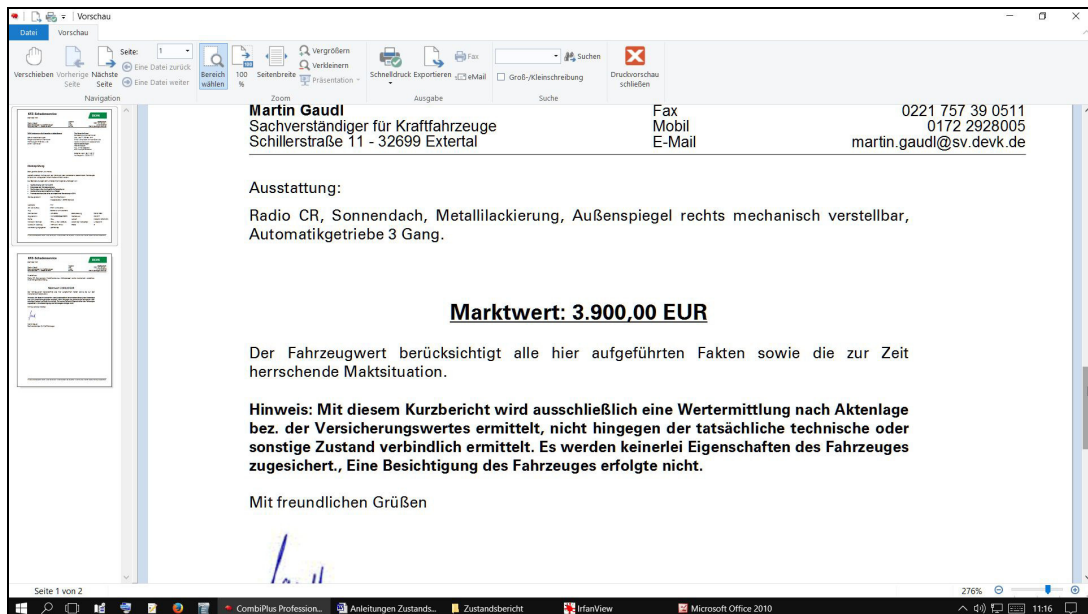 Vorschau
Datei
Vorschau
Verschieben
Vorherige Seite
Nächste Seite
Seite: 1
Eine Datei zurück
Eine Datei weiter
Navigation
Bereich wählen
100 %
Seitenbreite
Vergrößern
Verkleinern
Präsentation
Zoom
Schnelldruck
Exportieren
Fax
eMail
Ausgabe
Suchen
Groß-/Kleinschreibung
Suche
Druckvorschau schließen
Martin Gaudl
Fax 0221 757 39 0511
Sachverständiger für Kraftfahrzeuge
Mobil 0172 2928005
Schillerstraße 11 - 32699 Extertal
E-Mail martin.gaudl@sv.devk.de
Ausstattung:
Radio CR, Sonnendach, Metallilackierung, Außenspiegel rechts mechanisch verstellbar,
Automatikgetriebe 3 Gang.
Marktwert: 3.900,00 EUR
Der Fahrzeugwert berücksichtigt alle hier aufgeführten Fakten sowie die zur Zeit
herrschende Maktsituation.
Hinweis: Mit diesem Kurzbericht wird ausschließlich eine Wertermittlung nach Aktenlage
bez. der Versicherungswertes ermittelt, nicht hingegen der tatsächliche technische oder
sonstige Zustand verbindlich ermittelt. Es werden keinerlei Eigenschaften des Fahrzeuges
zugesichert., Eine Besichtigung des Fahrzeuges erfolgte nicht.
Mit freundlichen Grüßen
Seite 1 von 2
276%
CombiPlus Profession...
Anleitungen Zustands...
Zustandsbericht
IrfanView
Microsoft Office 2010
11:16